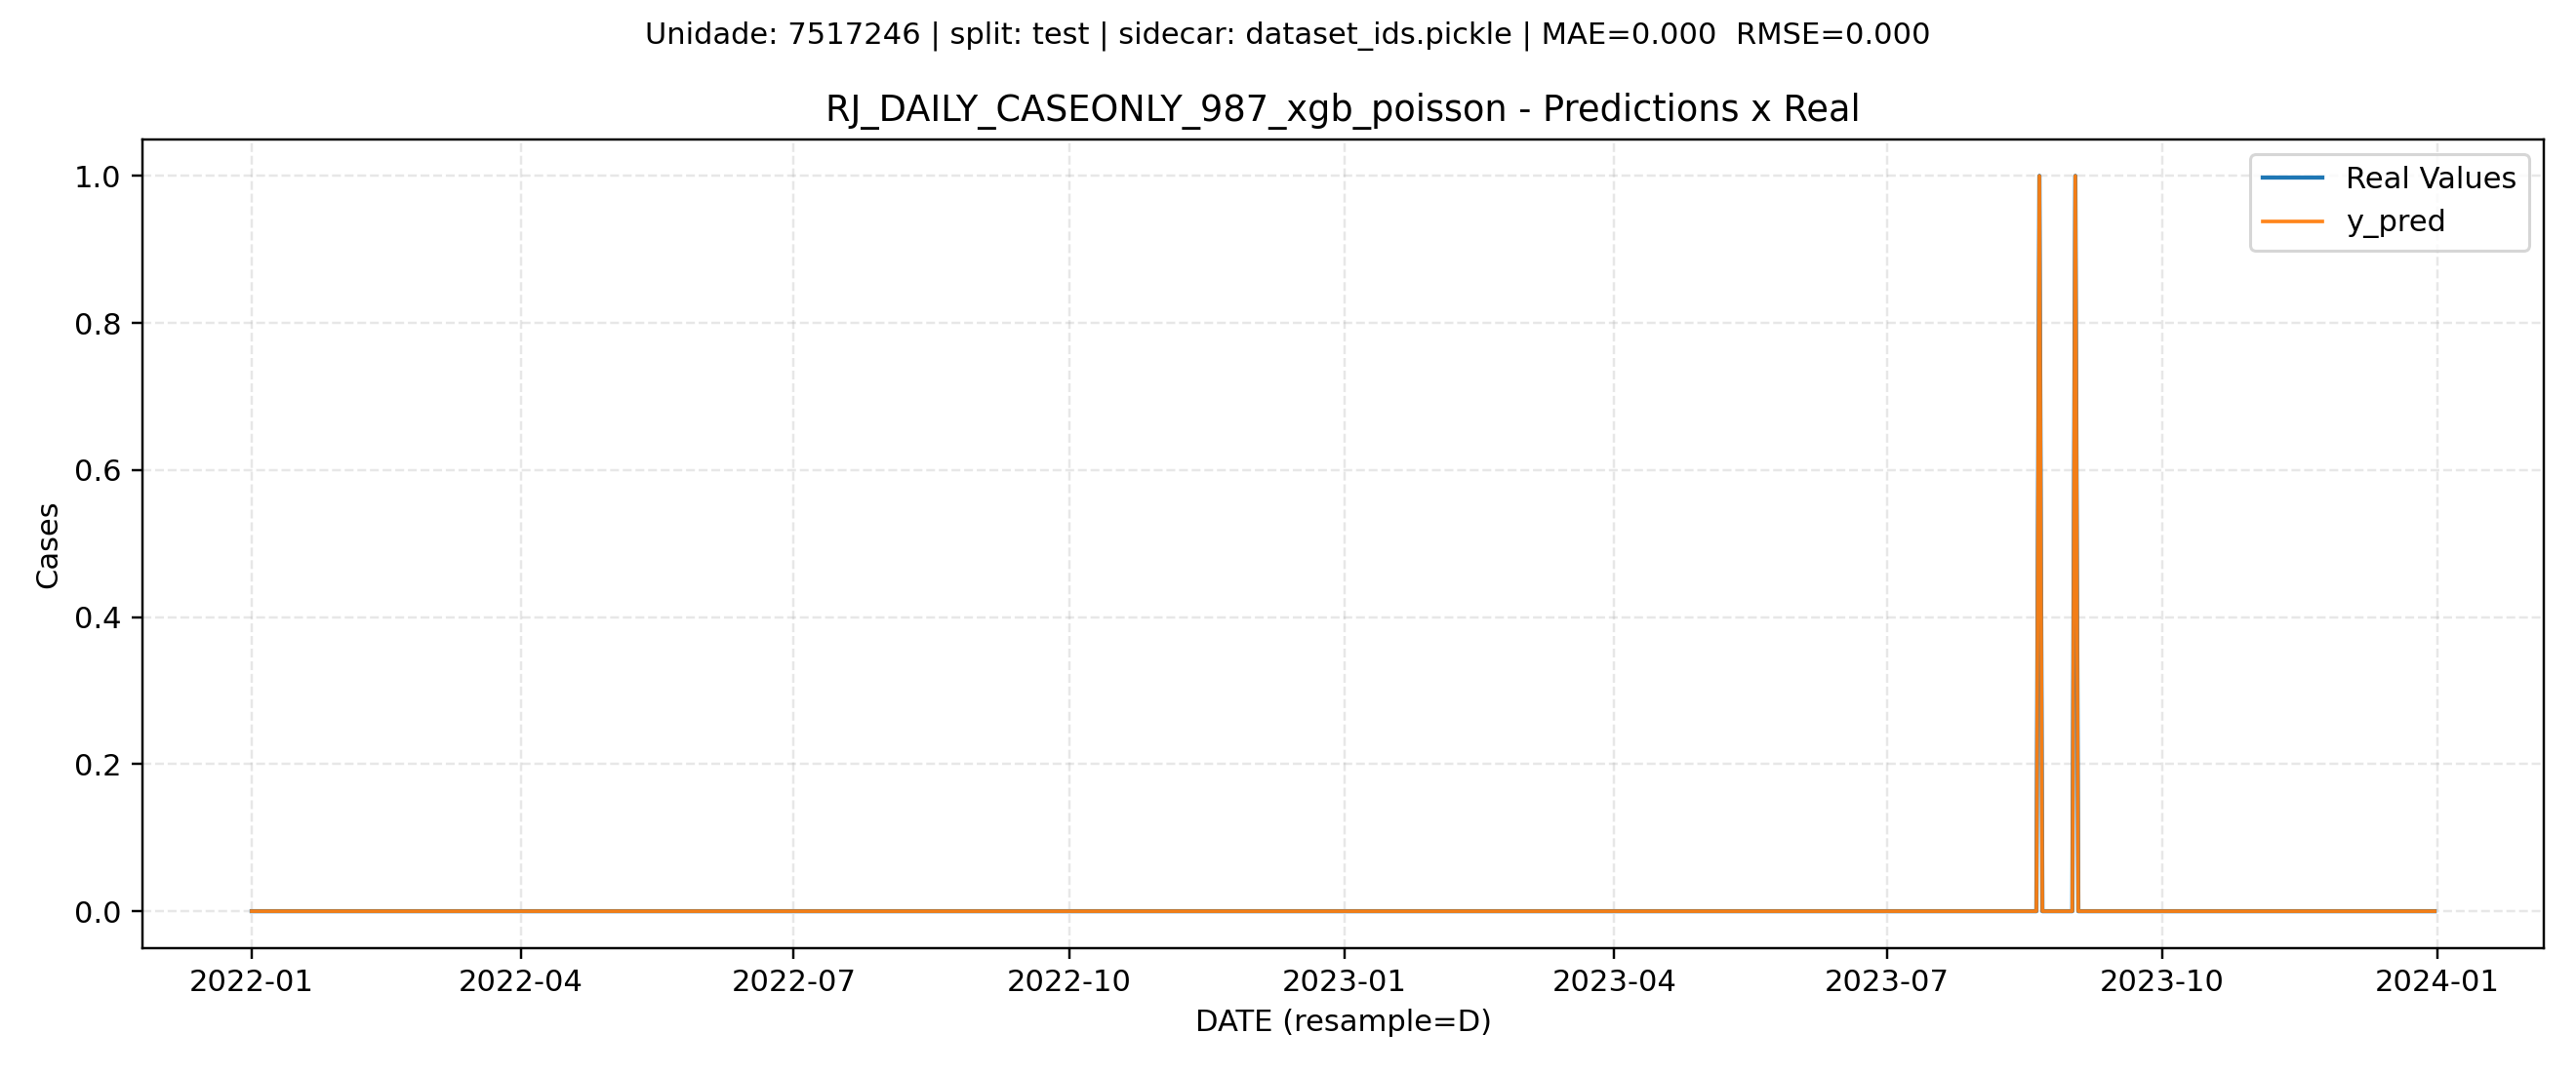 Unidade: 7517246 | split: test | sidecar: dataset_ids.pickle | MAE=0.000  RMSE=0.000
RJ_DAILY_CASEONLY_987_xgb_poisson - Predictions x Real
Real Values
y_pred
1.0
0.8
0.6
0.4
0.2
0.0
Cases
2022-01 2022-04 2022-07 2022-10 2023-01 2023-04 2023-07 2023-10 2024-01
DATE (resample=D)